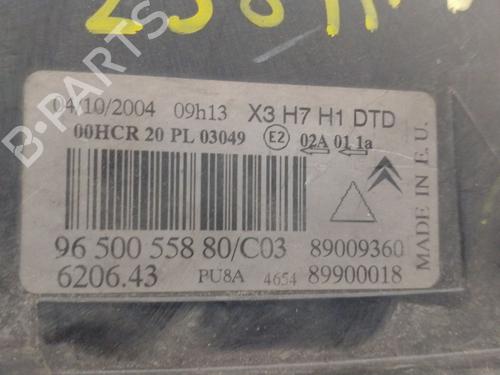 04/10/2004 09h13 X3 H7 H1 DTD
00HCR 20 PL 03049 E2 02A 01 1a
96 500 558 80/C03 89009360
6206.43 PU8A 4654 89900018
MADE IN E.U.